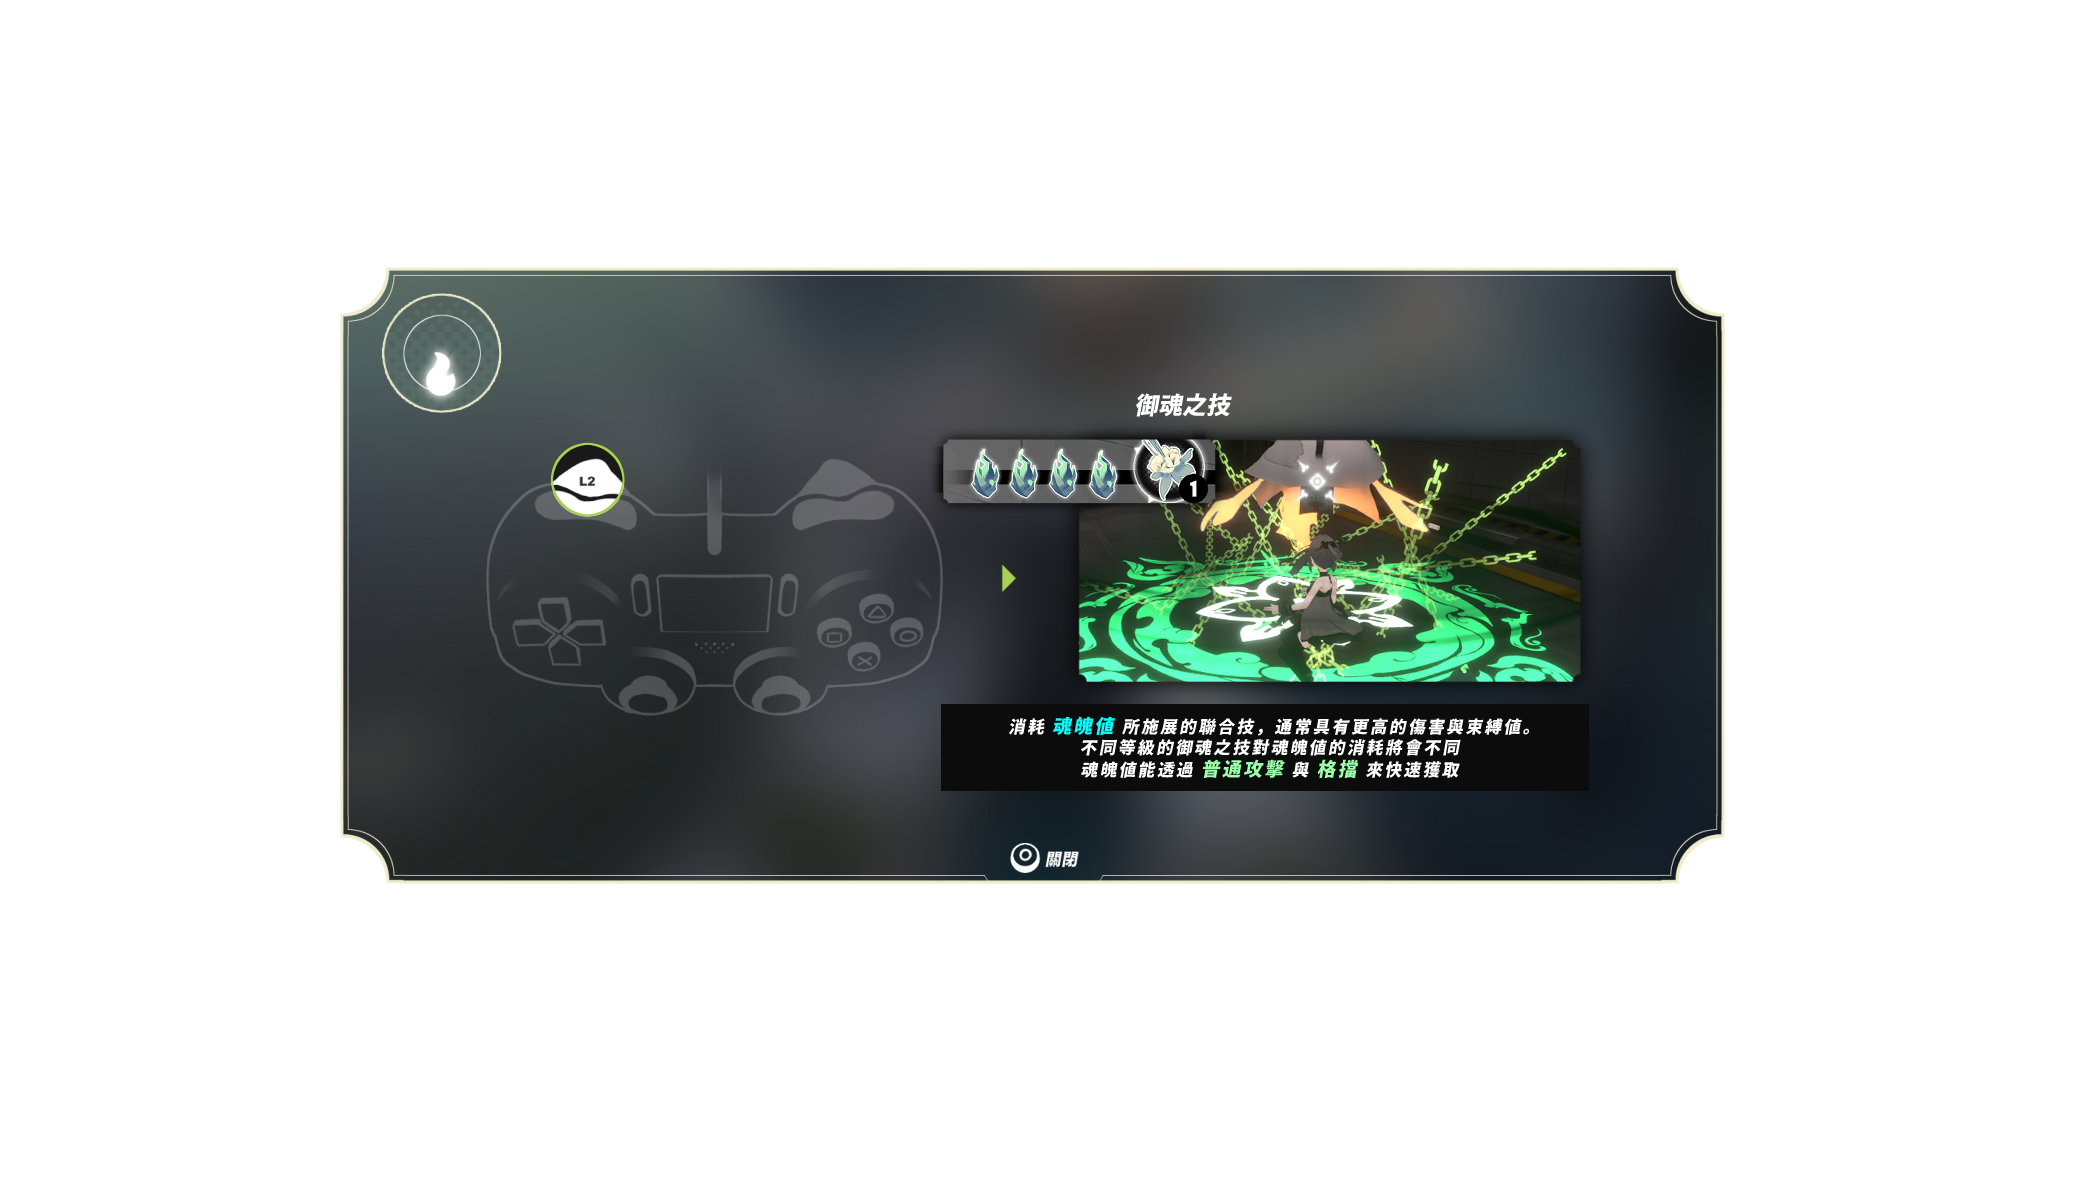 御魂之技
L2
1
消耗 魂魄值 所施展的聯合技，通常具有更高的傷害與束縛值。
不同等級的御魂之技對魂魄值的消耗將會不同
魂魄值能透過 普通攻擊 與 格擋 來快速獲取
關閉